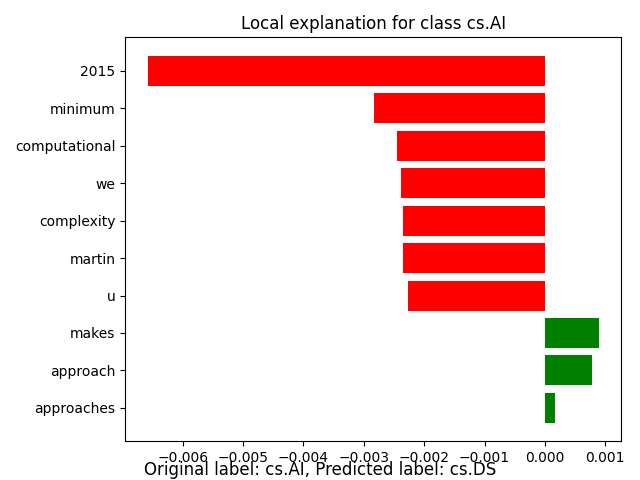 Local explanation for class cs.AI
2015
minimum
computational
we
complexity
martin
u
makes
approach
approaches
−0.006 −0.005 −0.004 −0.003 −0.002 −0.001 0.000 0.001
Original label: cs.AI, Predicted label: cs.DS